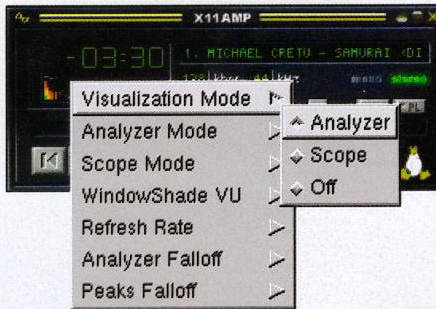 X11AMP
-03:30
1. MICHAEL CRETU - SAMURAI <DI
128 kbps 44 kHz
mono stereo
PL
Visualization Mode
Analyzer Mode
Scope Mode
WindowShade VU
Refresh Rate
Analyzer Falloff
Peaks Falloff
Analyzer
Scope
Off